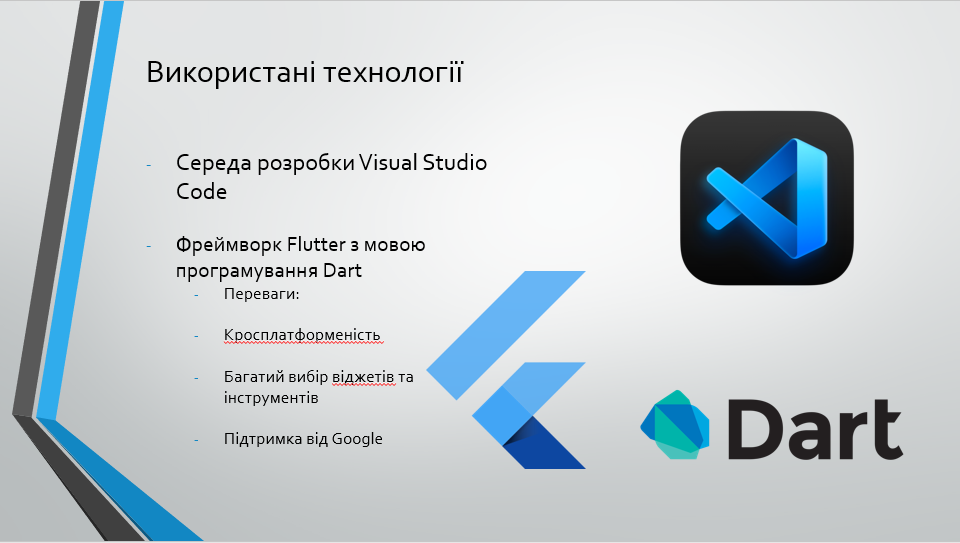 Використані технології
- Середа розробки Visual Studio
Code
- Фреймворк Flutter з мовою
програмування Dart
- Переваги:
- Кросплатформеність
- Багатий вибір віджетів та
інструментів
- Підтримка від Google
Dart